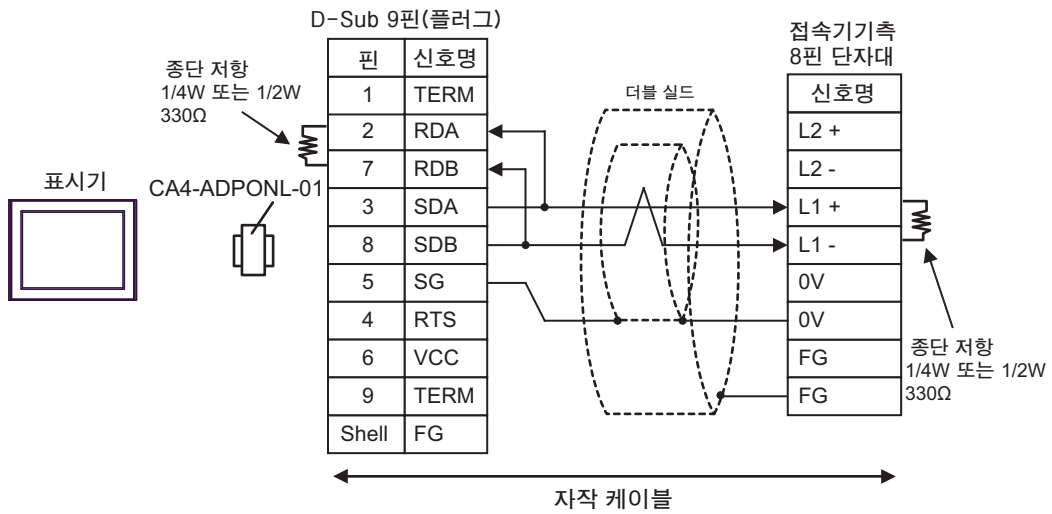 D-Sub 9핀(플러그)
핀 신호명
1 TERM
2 RDA
7 RDB
3 SDA
8 SDB
5 SG
4 RTS
6 VCC
9 TERM
Shell FG
종단 저항
1/4W 또는 1/2W
330Ω
표시기
CA4-ADPONL-01
더블 실드
접속기기측
8핀 단자대
신호명
L2 +
L2 -
L1 +
L1 -
0V
0V
FG
FG
종단 저항
1/4W 또는 1/2W
330Ω
자작 케이블